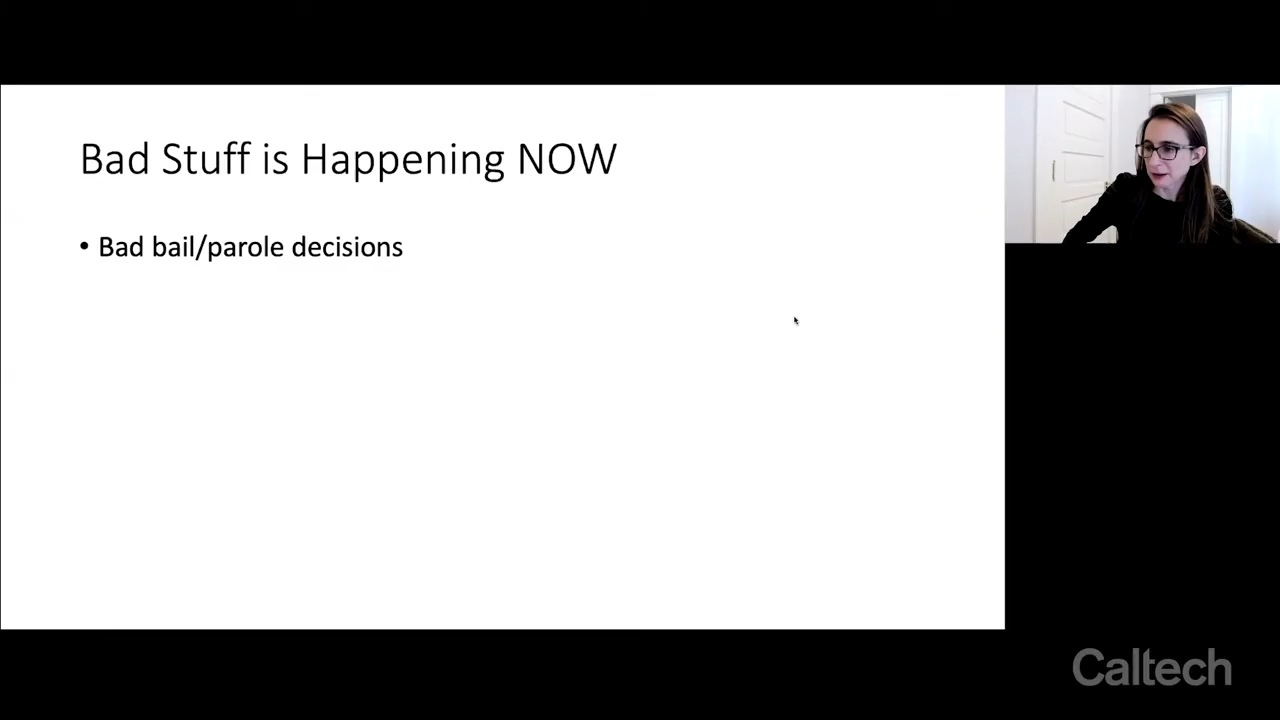 Bad Stuff is Happening NOW
• Bad bail/parole decisions
Caltech